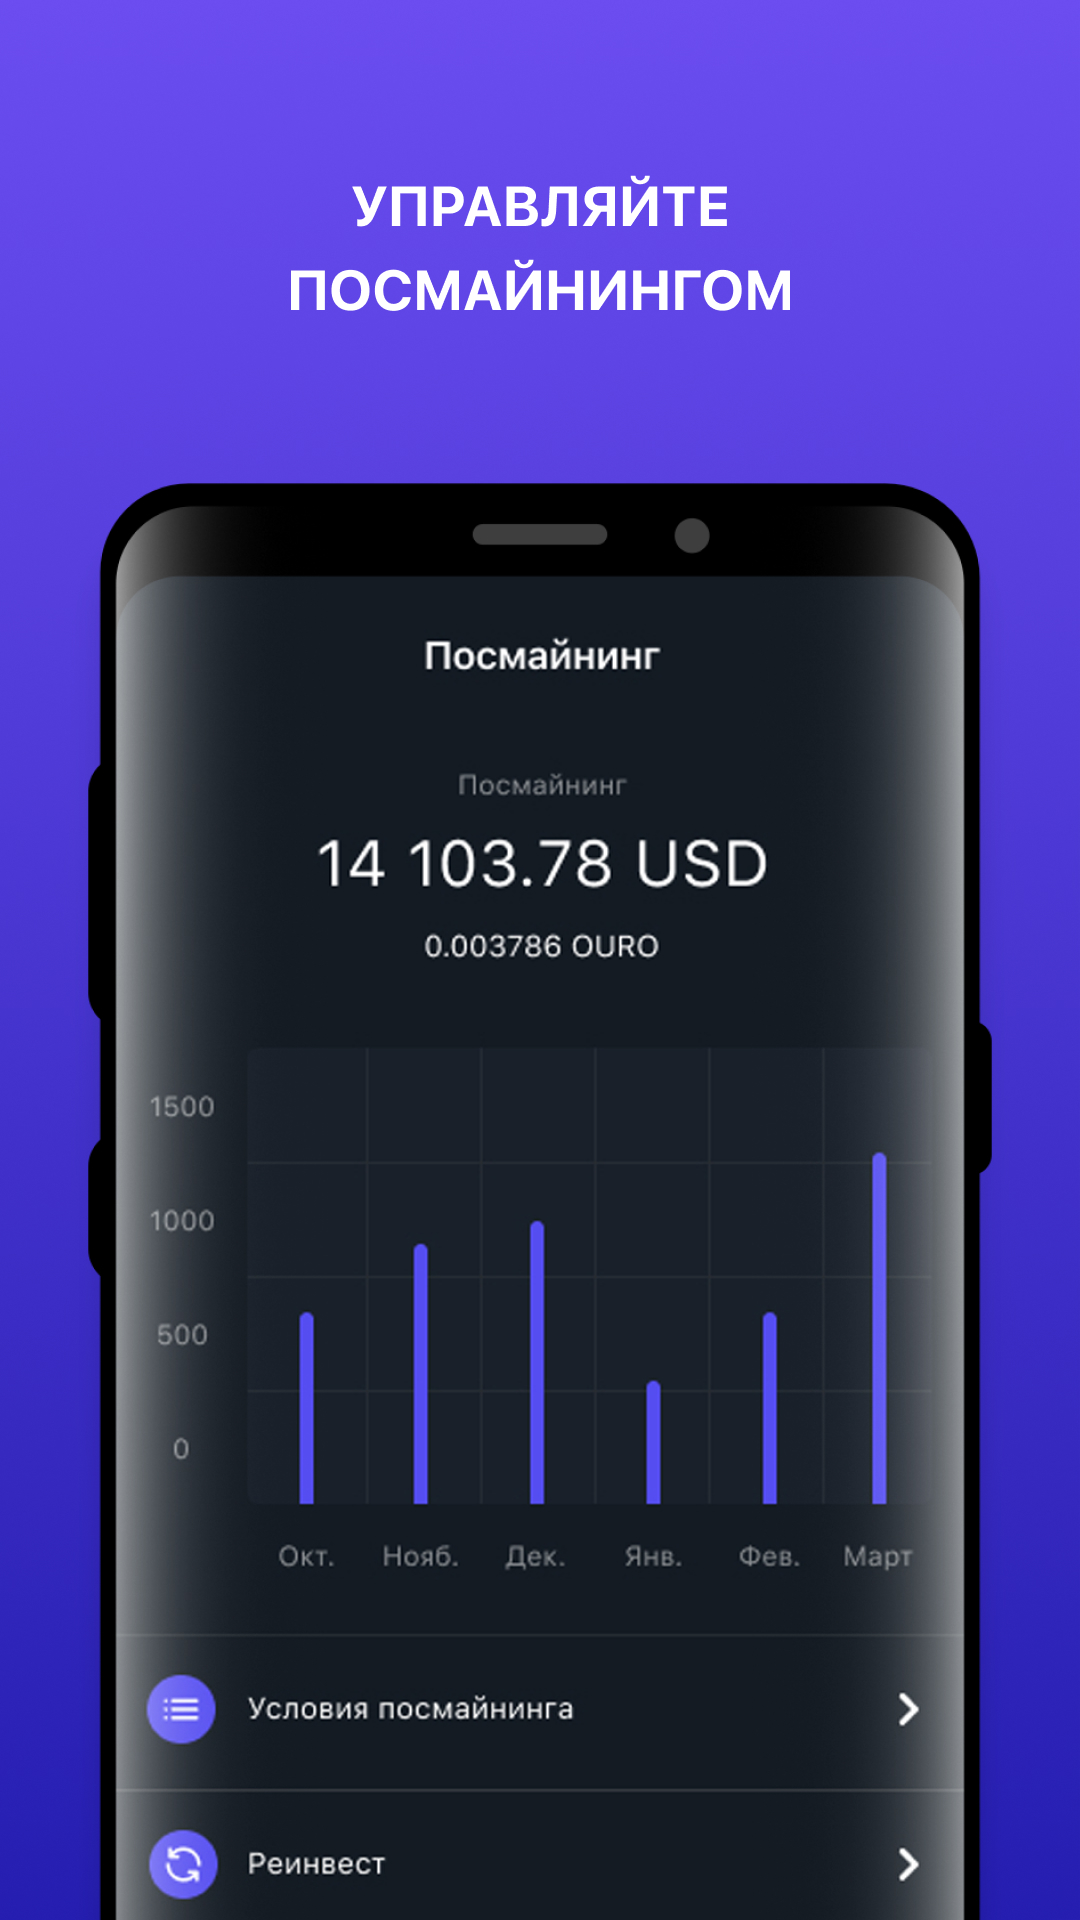 УПРАВЛЯЙТЕ
ПОСМАЙНИНГОМ
Посмайнинг
Посмайнинг
14 103.78 USD
0.003786 OURO
1500
1000
500
0
Окт. Нояб. Дек. Янв. Фев. Март
Условия посмайнинга
Реинвест